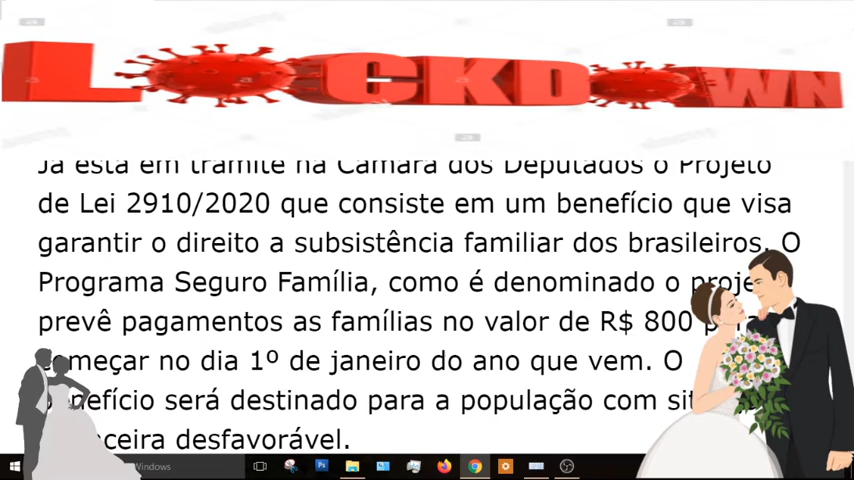 LOCKDOWN
Já está em trâmite na Câmara dos Deputados o Projeto
de Lei 2910/2020 que consiste em um benefício que visa
garantir o direito a subsistência familiar dos brasileiros. O
Programa Seguro Família, como é denominado o
prevê pagamentos as famílias no valor de R$ 800
começar no dia 1º de janeiro do ano que vem. O
benefício será destinado para a população com
desfavorável.
Windows